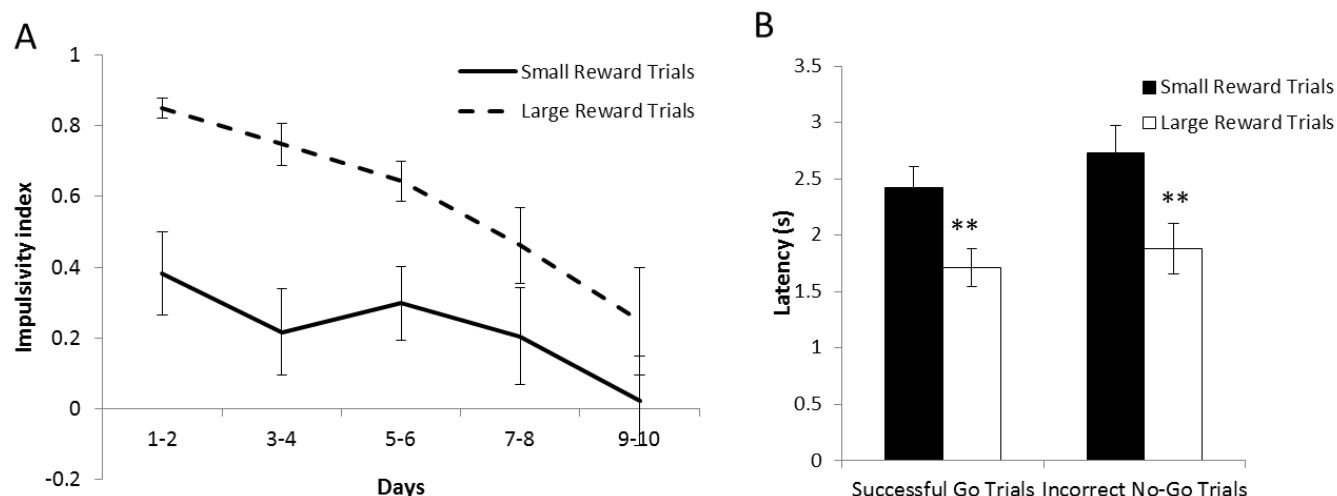 A
Impulsivity index
1
0.8
0.6
0.4
0.2
0
-0.2
Small Reward Trials
Large Reward Trials
1-2 3-4 5-6 7-8 9-10
Days
B
Latency (s)
3.5
3
2.5
2
1.5
1
0.5
0
Small Reward Trials
Large Reward Trials
**
**
Successful Go Trials Incorrect No-Go Trials